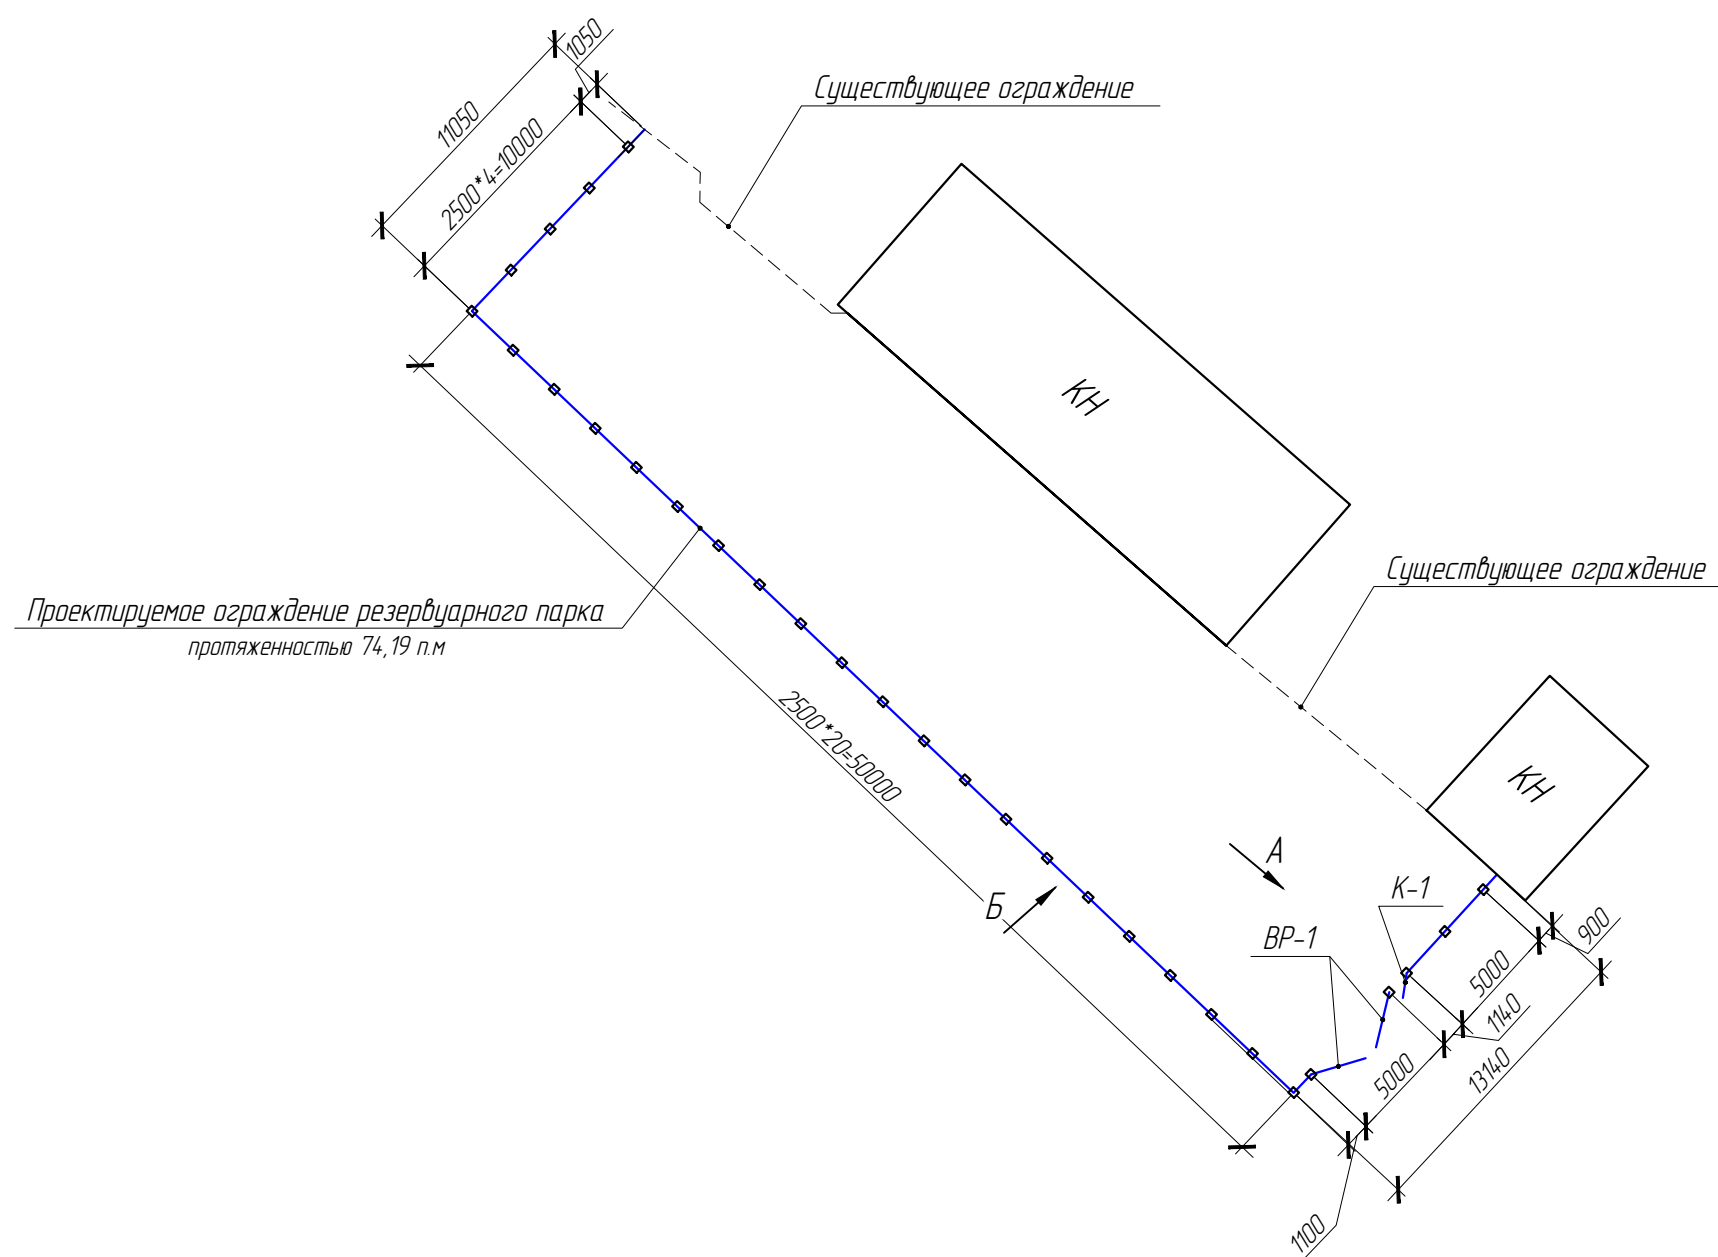 1050
11050
2500*4=10000
Существующее ограждение
КН
Существующее ограждение
Проектируемое ограждение резервуарного парка
протяженностью 74,19 п.м
2500*20=50000
КН
А
Б
К-1
ВР-1
900
5000
1140
13140
5000
1100